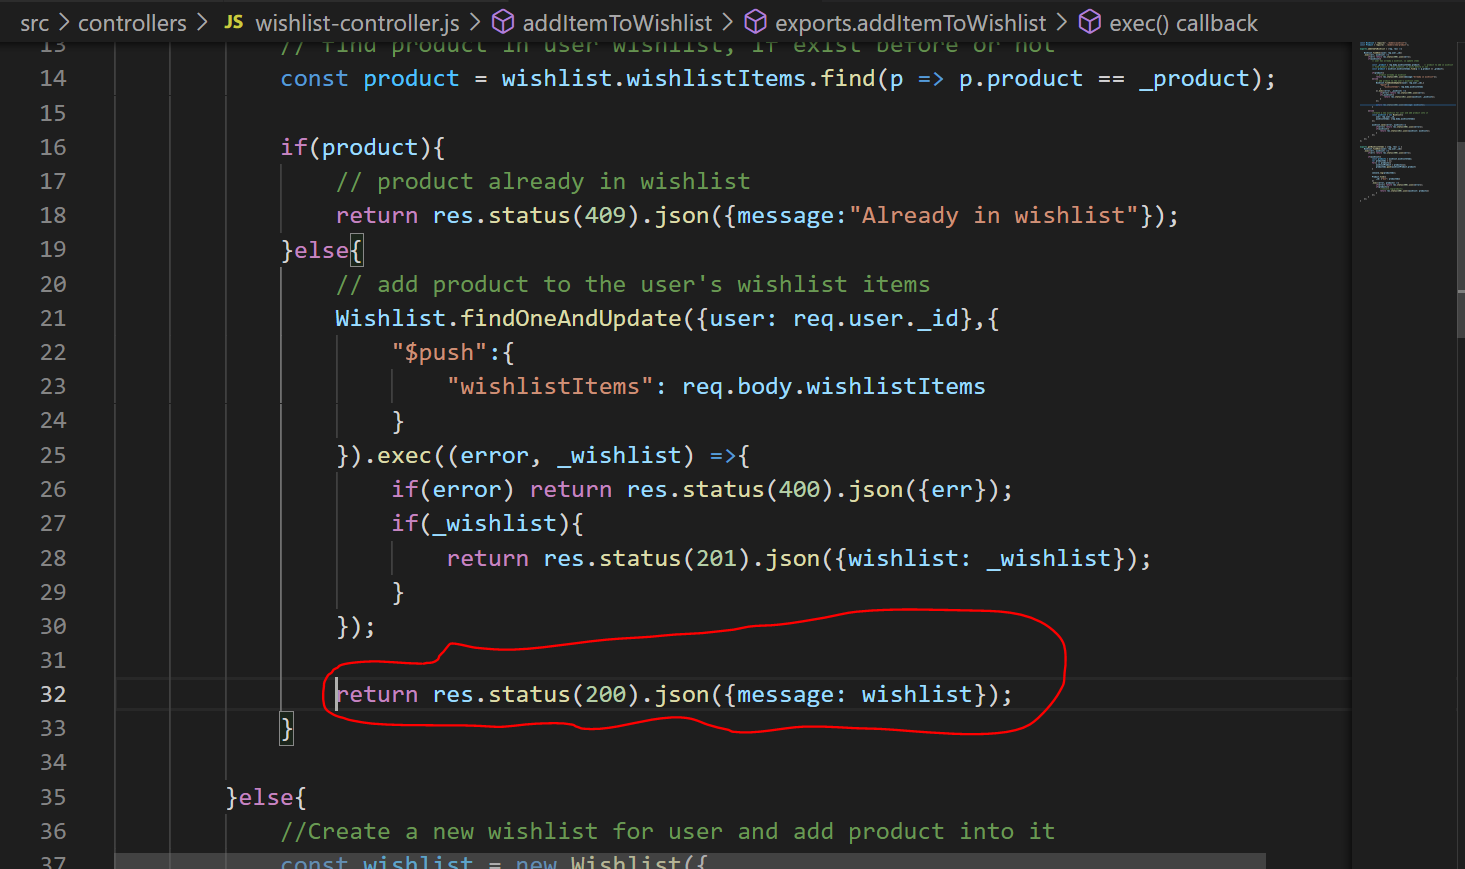 src > controllers > JS wishlist-controller.js > addItemToWishlist > exports.addItemToWishlist > exec() callback
13 // find product in user wishlist, if exist before or not
14 const product = wishlist.wishlistItems.find(p => p.product == _product);
15
16 if(product){
17 // product already in wishlist
18 return res.status(409).json({message:"Already in wishlist"});
19 }else{
20 // add product to the user's wishlist items
21 Wishlist.findOneAndUpdate({user: req.user._id},{
22 "$push":{
23 "wishlistItems": req.body.wishlistItems
24 }
25 }).exec((error, _wishlist) =>{
26 if(error) return res.status(400).json({err});
27 if(_wishlist){
28 return res.status(201).json({wishlist: _wishlist});
29 }
30 });
31
32 return res.status(200).json({message: wishlist});
33 }
34
35 }else{
36 //Create a new wishlist for user and add product into it
37 const wishlist = new Wishlist({